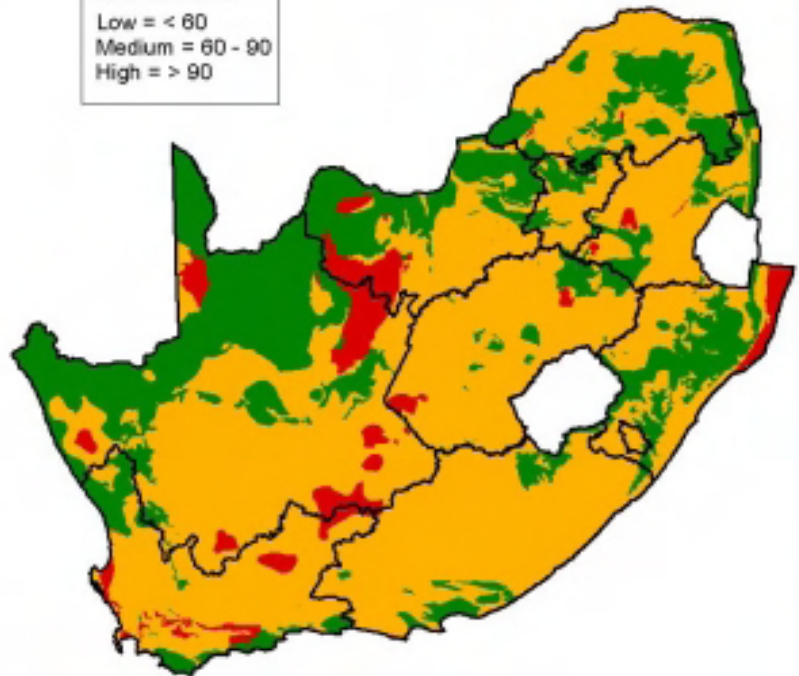 Low = < 60
Medium = 60 - 90
High = > 90